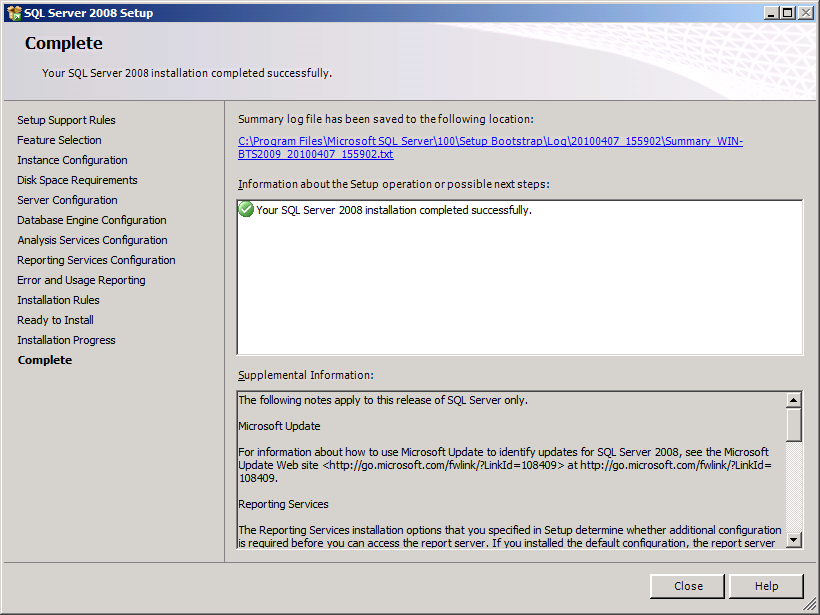 SQL Server 2008 Setup
Complete
Your SQL Server 2008 installation completed successfully.
Setup Support Rules
Feature Selection
Instance Configuration
Disk Space Requirements
Server Configuration
Database Engine Configuration
Analysis Services Configuration
Reporting Services Configuration
Error and Usage Reporting
Installation Rules
Ready to Install
Installation Progress
Complete
Summary log file has been saved to the following location:
C:\Program Files\Microsoft SQL Server\100\Setup Bootstrap\Log\20100407_155902\Summary_WIN-
BTS2009_20100407_155902.txt
Information about the Setup operation or possible next steps:
Your SQL Server 2008 installation completed successfully.
Supplemental Information:
The following notes apply to this release of SQL Server only.
Microsoft Update
For information about how to use Microsoft Update to identify updates for SQL Server 2008, see the Microsoft
Update Web site <http://go.microsoft.com/fwlink/?LinkId=108409> at http://go.microsoft.com/fwlink/?LinkId=
108409.
Reporting Services
The Reporting Services installation options that you specified in Setup determine whether additional configuration
is required before you can access the report server. If you installed the default configuration, the report server
Close
Help